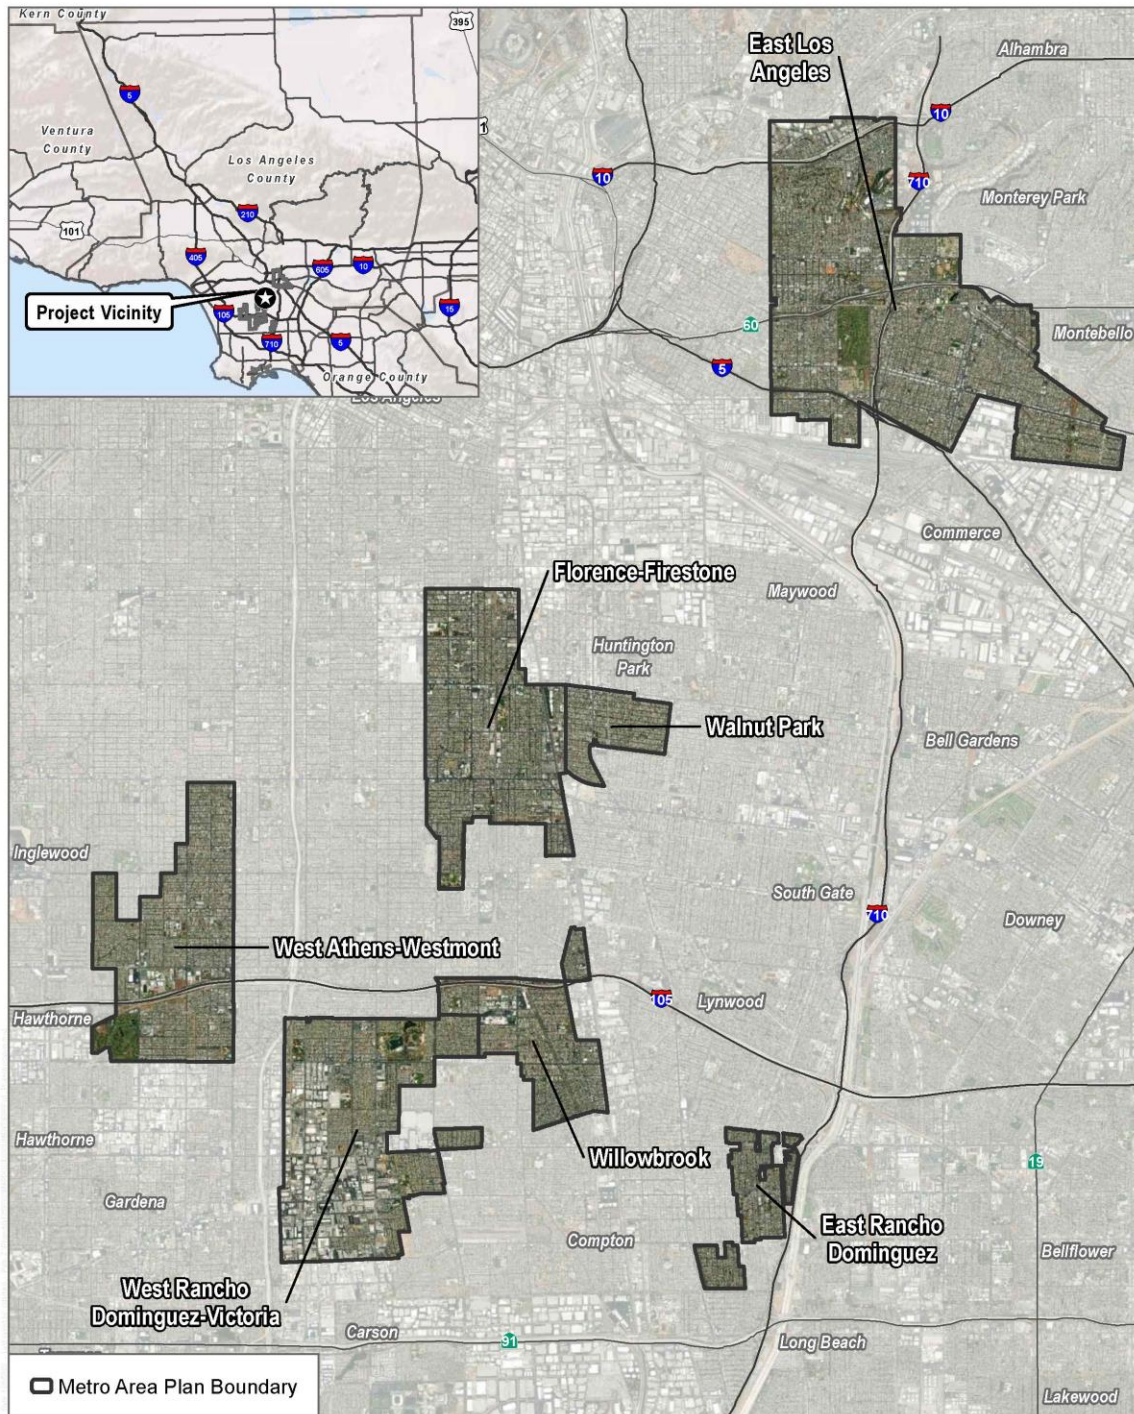 Kern County
395
5
Ventura
County
Los Angeles
County
1
210
101
405
605
10
Project Vicinity
105
15
710
5
Orange County
Los Angeles
East Los
Angeles
Alhambra
10
10
710
Monterey Park
60
Montebello
5
Commerce
Florence-Firestone
Maywood
Huntington
Park
Walnut Park
Bell Gardens
Inglewood
South Gate
710
Downey
West Athens-Westmont
105
Lynwood
Hawthorne
Hawthorne
Willowbrook
19
Gardena
East Rancho
Dominguez
Compton
Bellflower
West Rancho
Dominguez-Victoria
Carson
91
Long Beach
Metro Area Plan Boundary
Lakewood